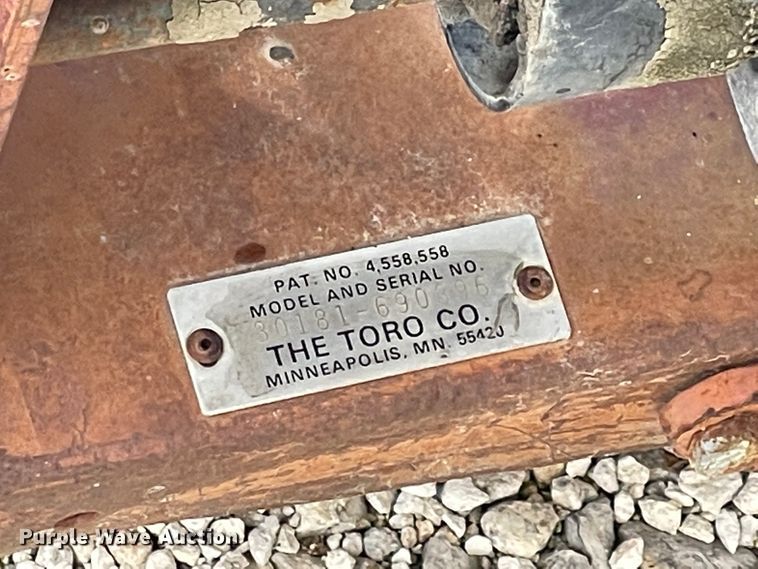 PAT. NO. 4,558,558
MODEL AND SERIAL NO.
30181-690396
THE TORO CO.
MINNEAPOLIS, MN. 55420
Purple Wave Auction